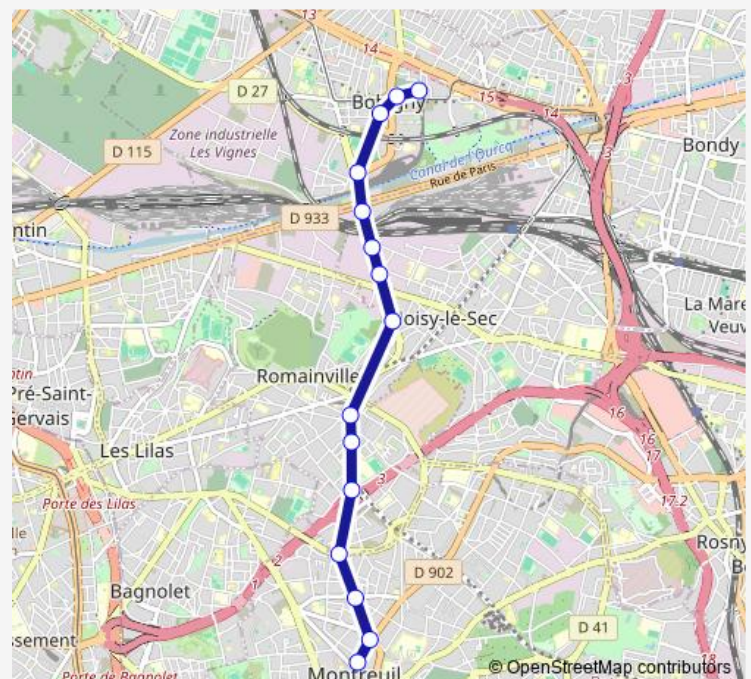 13
14
D 27
Bobigny
15
14
3
Zone industrielle
Les Vignes
D 115
Canal de l'Ourcq
Rue de Paris
3
Bondy
D 933
ntin
La Mare
Veuv
oisy-le-Sec
Romainville
Pré-Saint-
Gervais
16
16
17
Les Lilas
3
17.2
Porte des Lilas
2
1
Rosny
D 902
Bagnolet
D 41
ssement
Porte de Bagnolet
Montreuil
18
© OpenStreetMap contributors